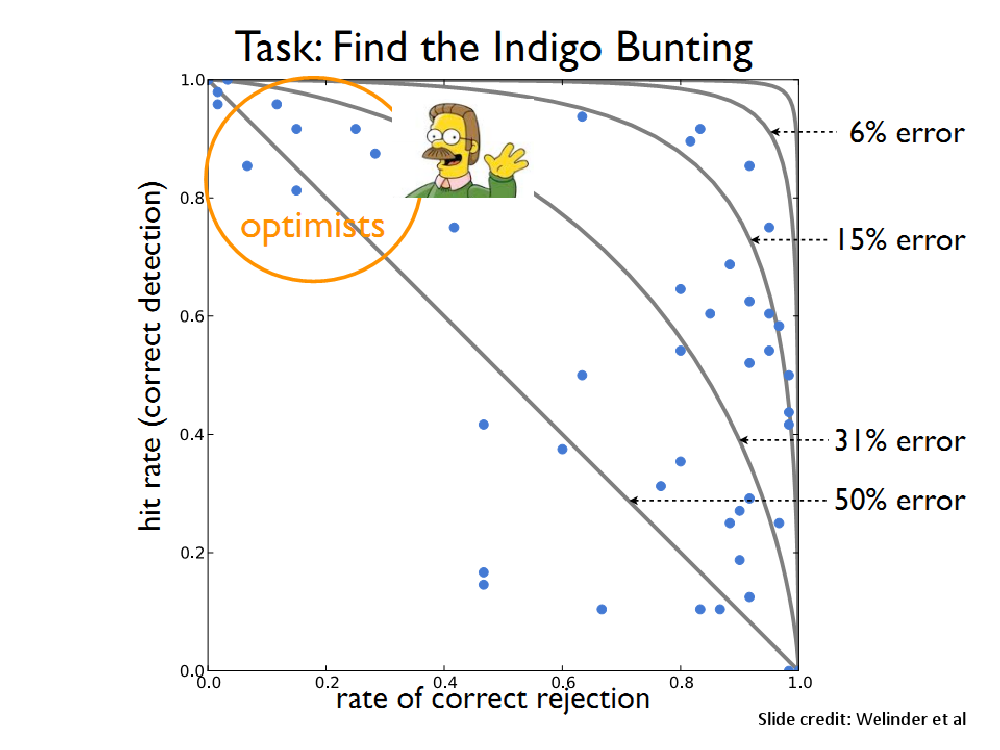 Task: Find the Indigo Bunting
1.0
0.8
0.6
0.4
0.2
0.0
hit rate (correct detection)
optimists
6% error
15% error
31% error
50% error
0.0 0.2 0.4 0.6 0.8 1.0
rate of correct rejection
Slide credit: Welinder et al